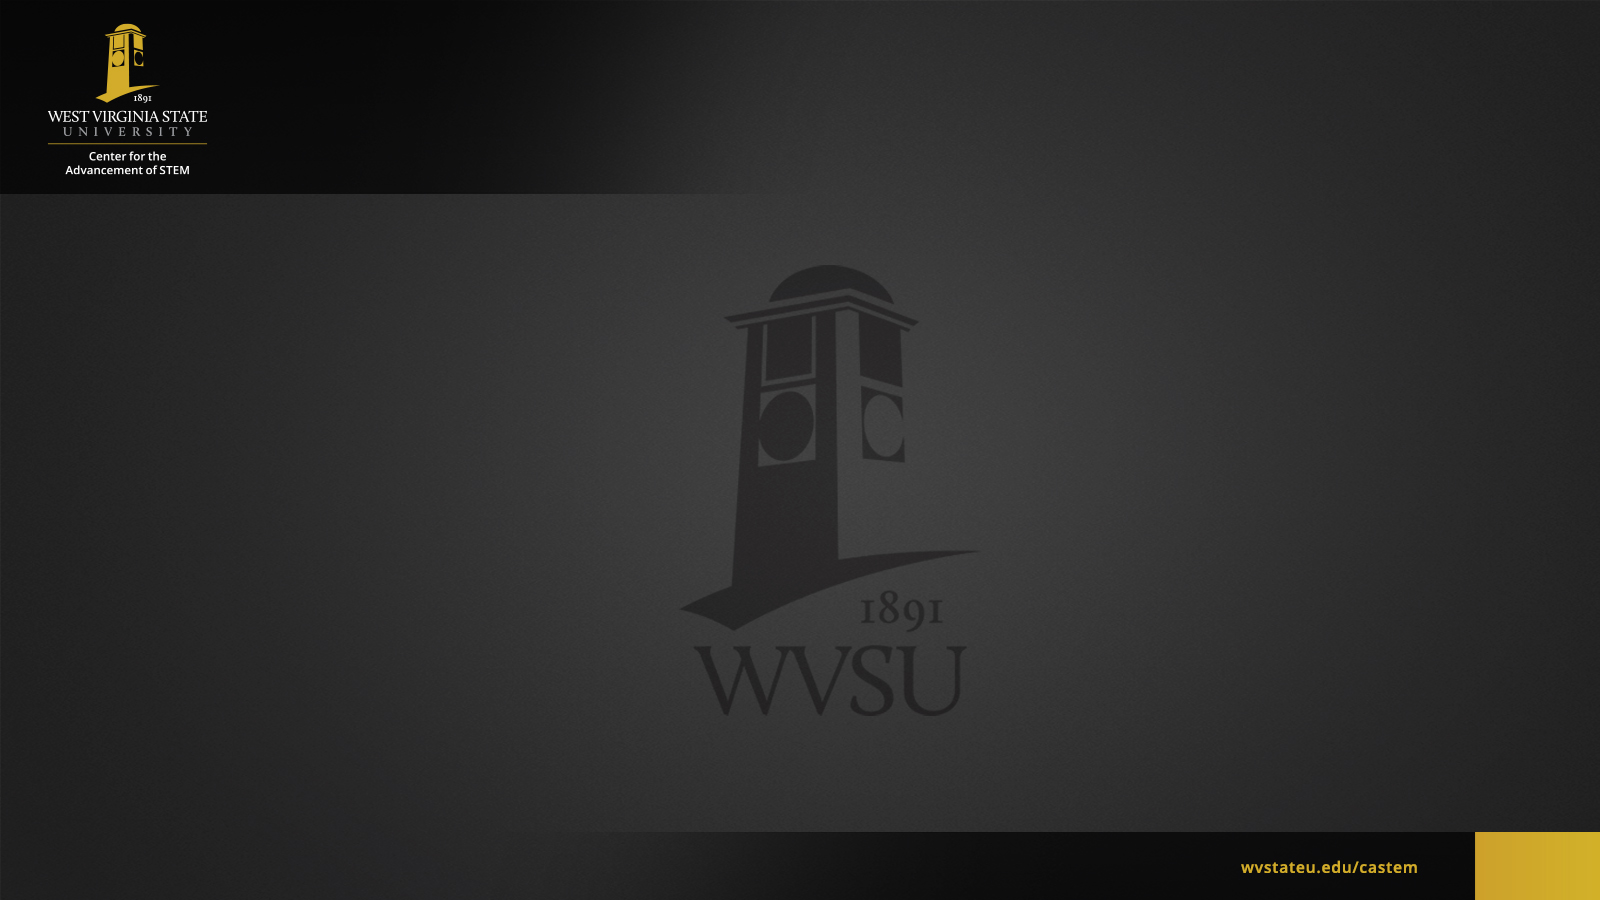 1891
WEST VIRGINIA STATE
UNIVERSITY
Center for the
Advancement of STEM
1891
WVSU
wvstateu.edu/castem